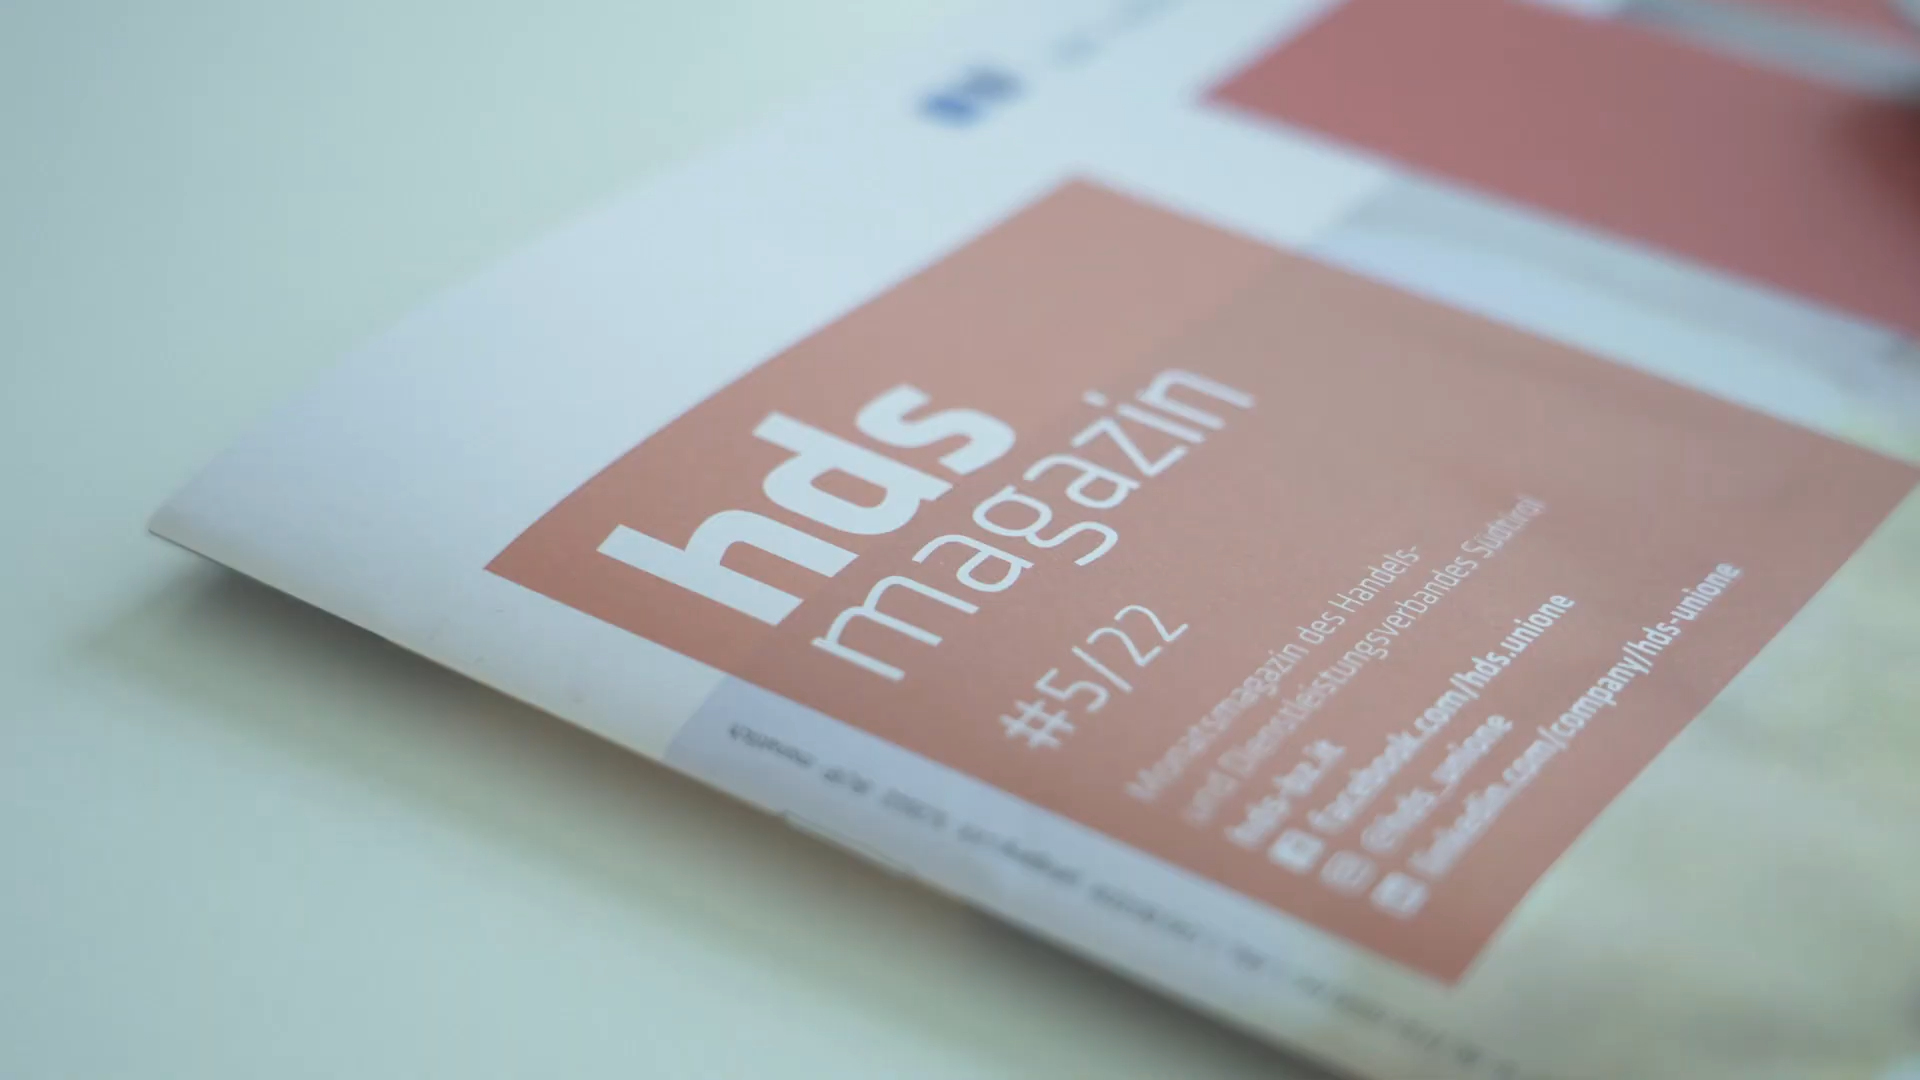 hds
magazin
#5/22
Monatsmagazin des Handels-
und Dienstleistungsverbandes Südtirol
hds-bz.it
facebook.com/hds.unione
@hds_unione
linkedin.com/company/hds-unione